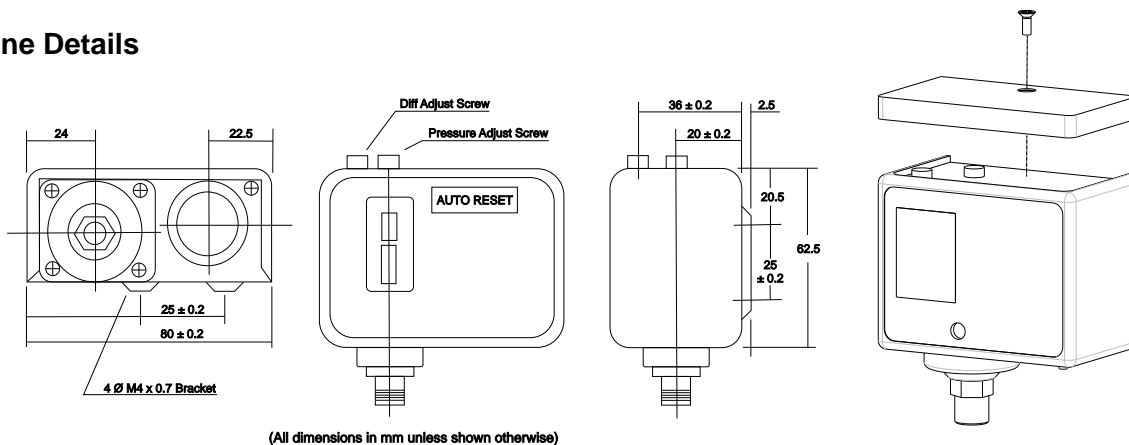 ne Details
Diff Adjust Screw
Pressure Adjust Screw
24
22.5
AUTO RESET
25 ± 0.2
80 ± 0.2
4 Ø M4 x 0.7 Bracket
36 ± 0.2
2.5
20 ± 0.2
20.5
62.5
25
± 0.2
(All dimensions in mm unless shown otherwise)